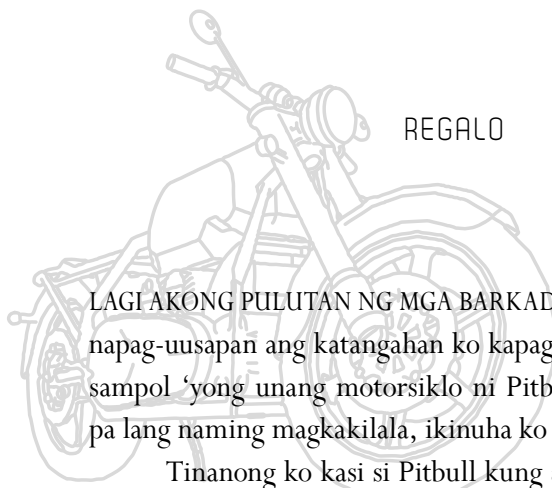 REGALO
LAGI AKONG PULUTAN NG MGA BARKAD
napag-uusapan ang katangahan ko kapag
sampol ‘yong unang motorsiklo ni Pitb
pa lang naming magkakilala, ikinuha ko
Tinanong ko kasi si Pitbull kung